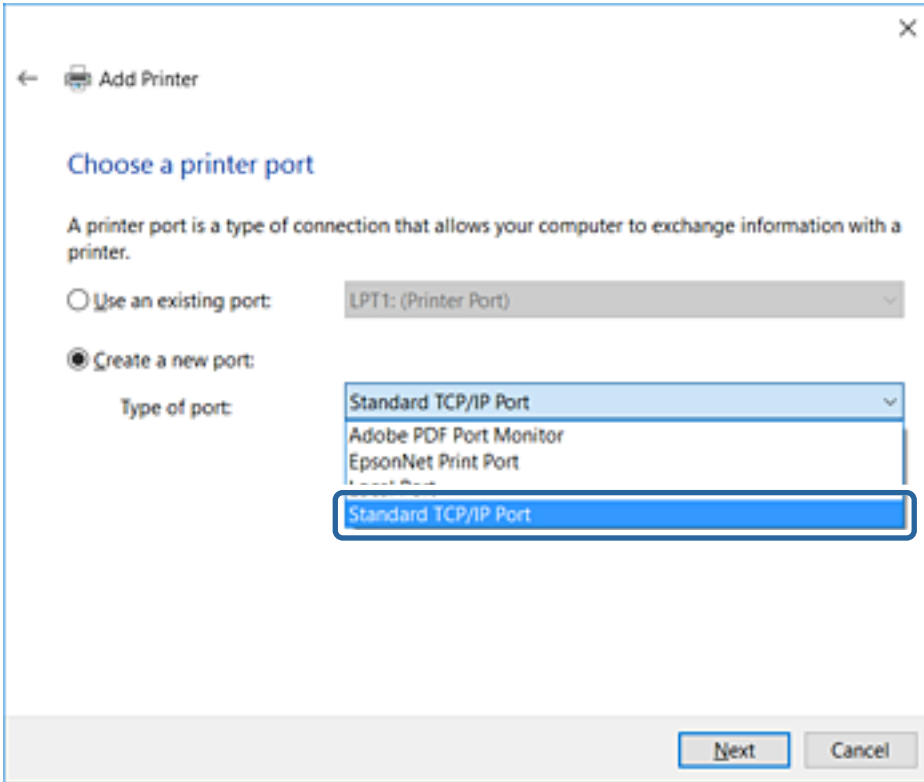 Add Printer
Choose a printer port
A printer port is a type of connection that allows your computer to exchange information with a
printer.
Use an existing port:
LPT1: (Printer Port)
Create a new port:
Type of port:
Standard TCP/IP Port
Adobe PDF Port Monitor
EpsonNet Print Port
Local Port
Standard TCP/IP Port
Next
Cancel